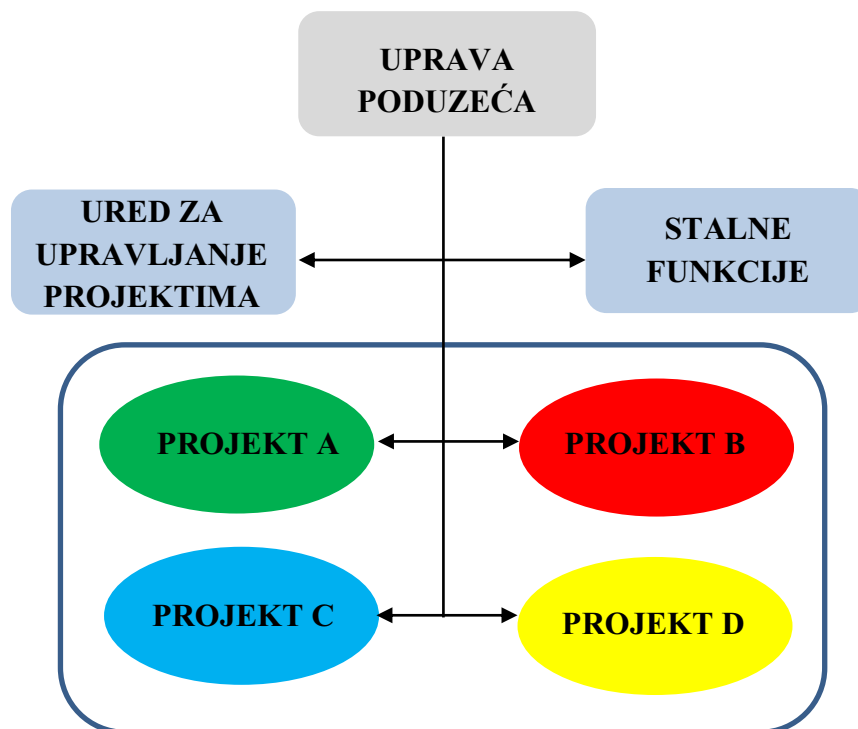 UPRAVA
PODUZEĆA
URED ZA
UPRAVLJANJE
PROJEKTIMA
STALNE
FUNKCIJE
PROJEKT A
PROJEKT B
PROJEKT C
PROJEKT D